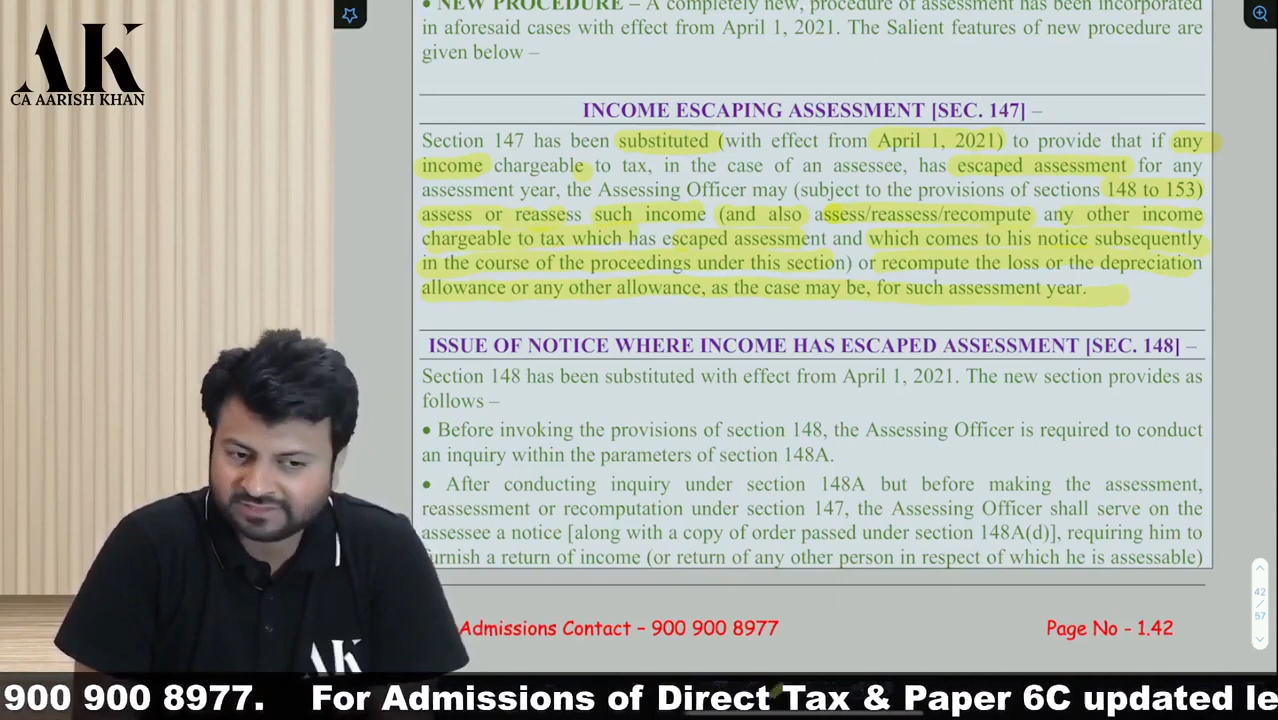 AK
CA AARISH KHAN
• NEW PROCEDURE – A completely new, procedure of assessment has been incorporated
in aforesaid cases with effect from April 1, 2021. The Salient features of new procedure are
given below –
INCOME ESCAPING ASSESSMENT [SEC. 147] –
Section 147 has been substituted (with effect from April 1, 2021) to provide that if any
income chargeable to tax, in the case of an assessee, has escaped assessment for any
assessment year, the Assessing Officer may (subject to the provisions of sections 148 to 153)
assess or reassess such income (and also assess/reassess/recompute any other income
chargeable to tax which has escaped assessment and which comes to his notice subsequently
in the course of the proceedings under this section) or recompute the loss or the depreciation
allowance or any other allowance, as the case may be, for such assessment year.
ISSUE OF NOTICE WHERE INCOME HAS ESCAPED ASSESSMENT [SEC. 148] –
Section 148 has been substituted with effect from April 1, 2021. The new section provides as
follows –
• Before invoking the provisions of section 148, the Assessing Officer is required to conduct
an inquiry within the parameters of section 148A.
• After conducting inquiry under section 148A but before making the assessment,
reassessment or recomputation under section 147, the Assessing Officer shall serve on the
assessee a notice [along with a copy of order passed under section 148A(d)], requiring him to
furnish a return of income (or return of any other person in respect of which he is assessable)
42
/
57
Admissions Contact – 900 900 8977
Page No - 1.42
AK
900 900 8977. For Admissions of Direct Tax & Paper 6C updated le